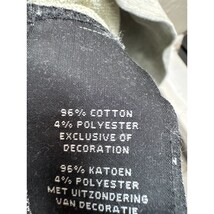 96% COTTON
4% POLYESTER
EXCLUSIVE OF
DECORATION
96% KATOEN
4% POLYESTER
MET UITZONDERING
VAN DECORATIE